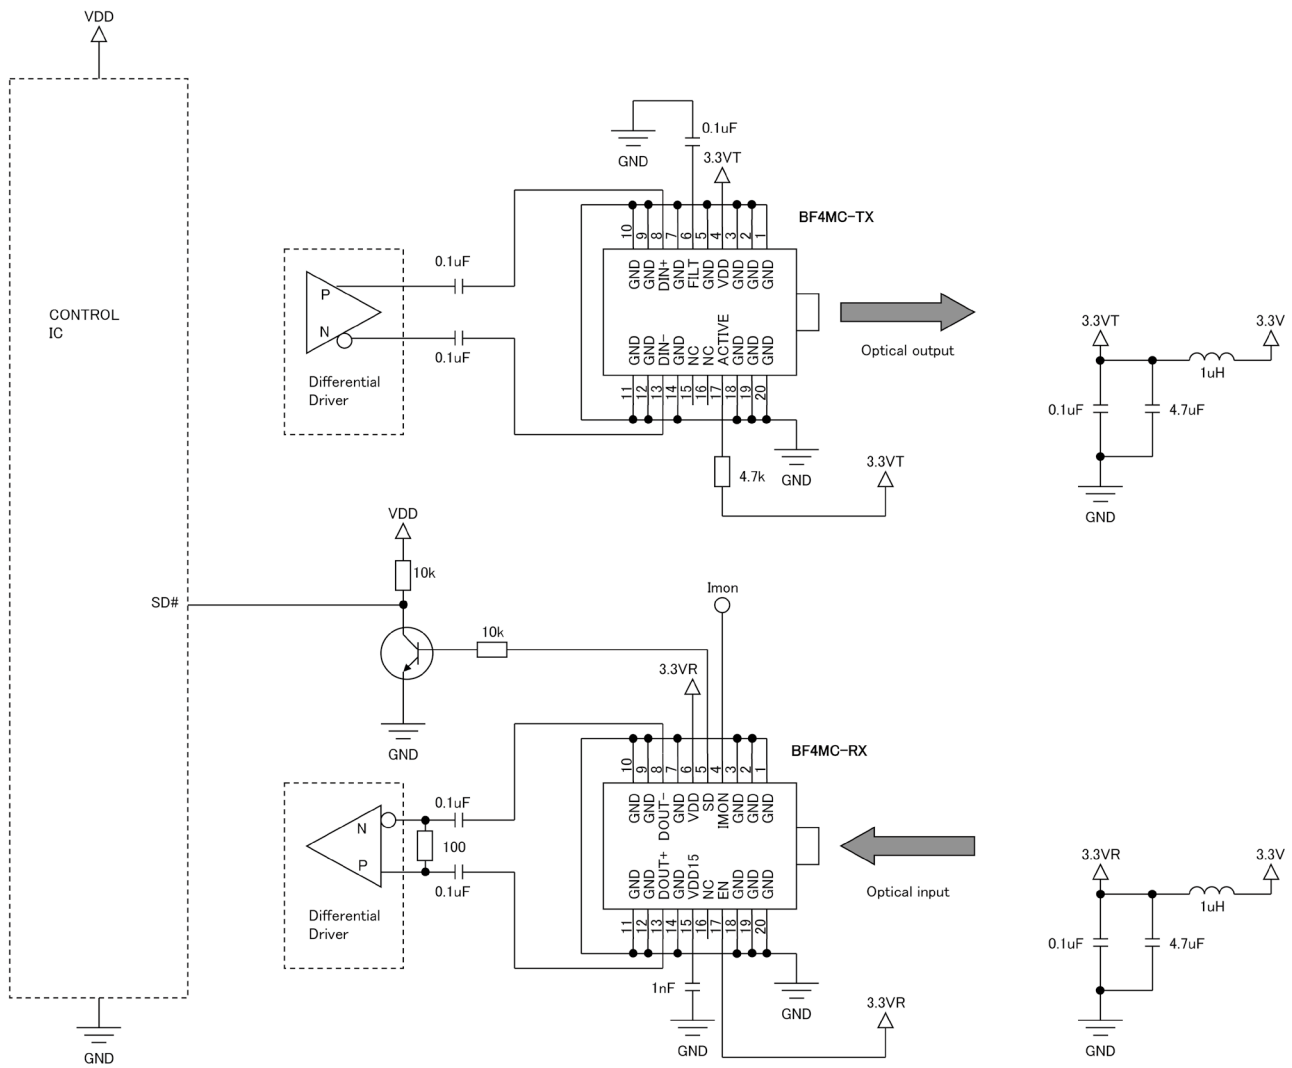 VDD
CONTROL
IC
SD#
GND
0.1uF
GND
3.3VT
BF4MC-TX
10
9
8
7
6
5
4
3
2
1
GND
GND
DIN+
GND
FILT
GND
VDD
GND
GND
GND
GND
GND
DIN-
GND
NC
NC
ACTIVE
GND
GND
GND
11
12
13
14
15
16
17
18
19
20
0.1uF
P
N
0.1uF
Differential
Driver
Optical output
4.7k
GND
3.3VT
3.3VT
3.3V
1uH
0.1uF
4.7uF
GND
VDD
10k
10k
GND
Imon
3.3VR
BF4MC-RX
10
9
8
7
6
5
4
3
2
1
GND
GND
DOUT-
GND
VDD
SD
IMON
GND
GND
GND
GND
GND
DOUT+
GND
VDD15
NC
EN
GND
GND
GND
11
12
13
14
15
16
17
18
19
20
0.1uF
N
100
P
0.1uF
Differential
Driver
Optical input
1nF
GND
GND
3.3VR
3.3VR
3.3V
1uH
0.1uF
4.7uF
GND